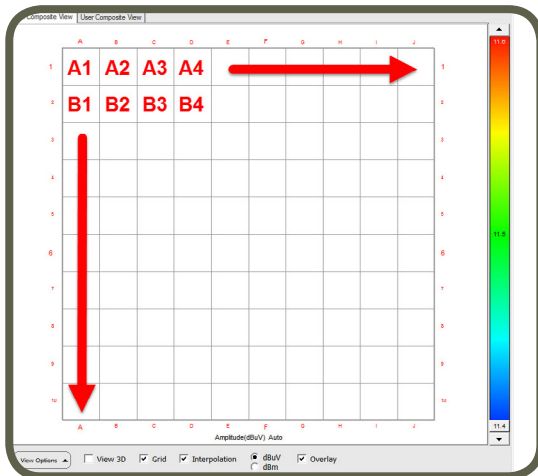 Composite View User Composite View
A B C D E F G H I J
11.0
1 A1 A2 A3 A4 1
2 B1 B2 B3 B4 2
3 3
4 4
5 5
11.5
6 6
7 7
8 8
9 9
10 10
A B C D E F G H I J
11.4
Amplitude(dBuV) Auto
View Options View 3D Grid Interpolation dBuV Overlay
dBm